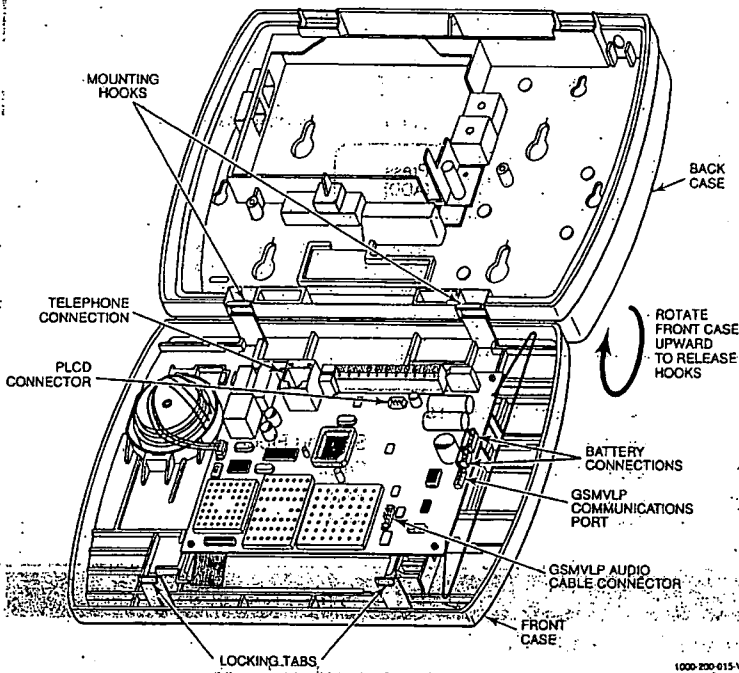 MOUNTING
HOOKS
BACK
CASE
TELEPHONE
CONNECTION
PLCD
CONNECTOR
ROTATE
FRONT CASE
UPWARD
TO RELEASE
HOOKS
BATTERY
CONNECTIONS
GSMVLP
COMMUNICATIONS
PORT
GSMVLP AUDIO
CABLE CONNECTOR
FRONT
CASE
LOCKING TABS